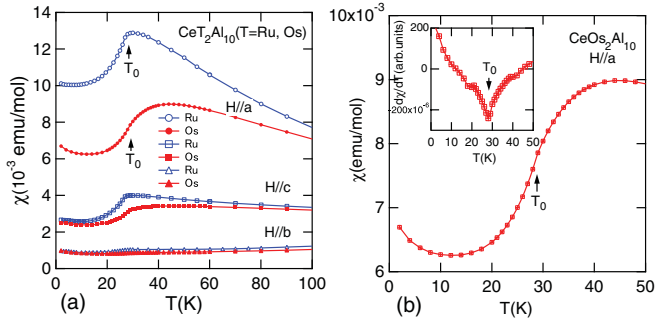 14
12
10
8
6
4
2
0
χ(10⁻³ emu/mol)
CeT₂Al₁₀(T=Ru, Os)
T₀
H//a
Ru
Os
Ru
Os
Ru
Os
T₀
H//c
H//b
0 20 40 60 80 100
(a)
T(K)
10x10⁻³
9
8
7
6
χ(emu/mol)
CeOs₂Al₁₀
H//a
200
0
-200x10⁻⁶
dχ/dT(arb.units)
T₀
0 10 20 30 40 50
T(K)
T₀
0 10 20 30 40 50
(b)
T(K)